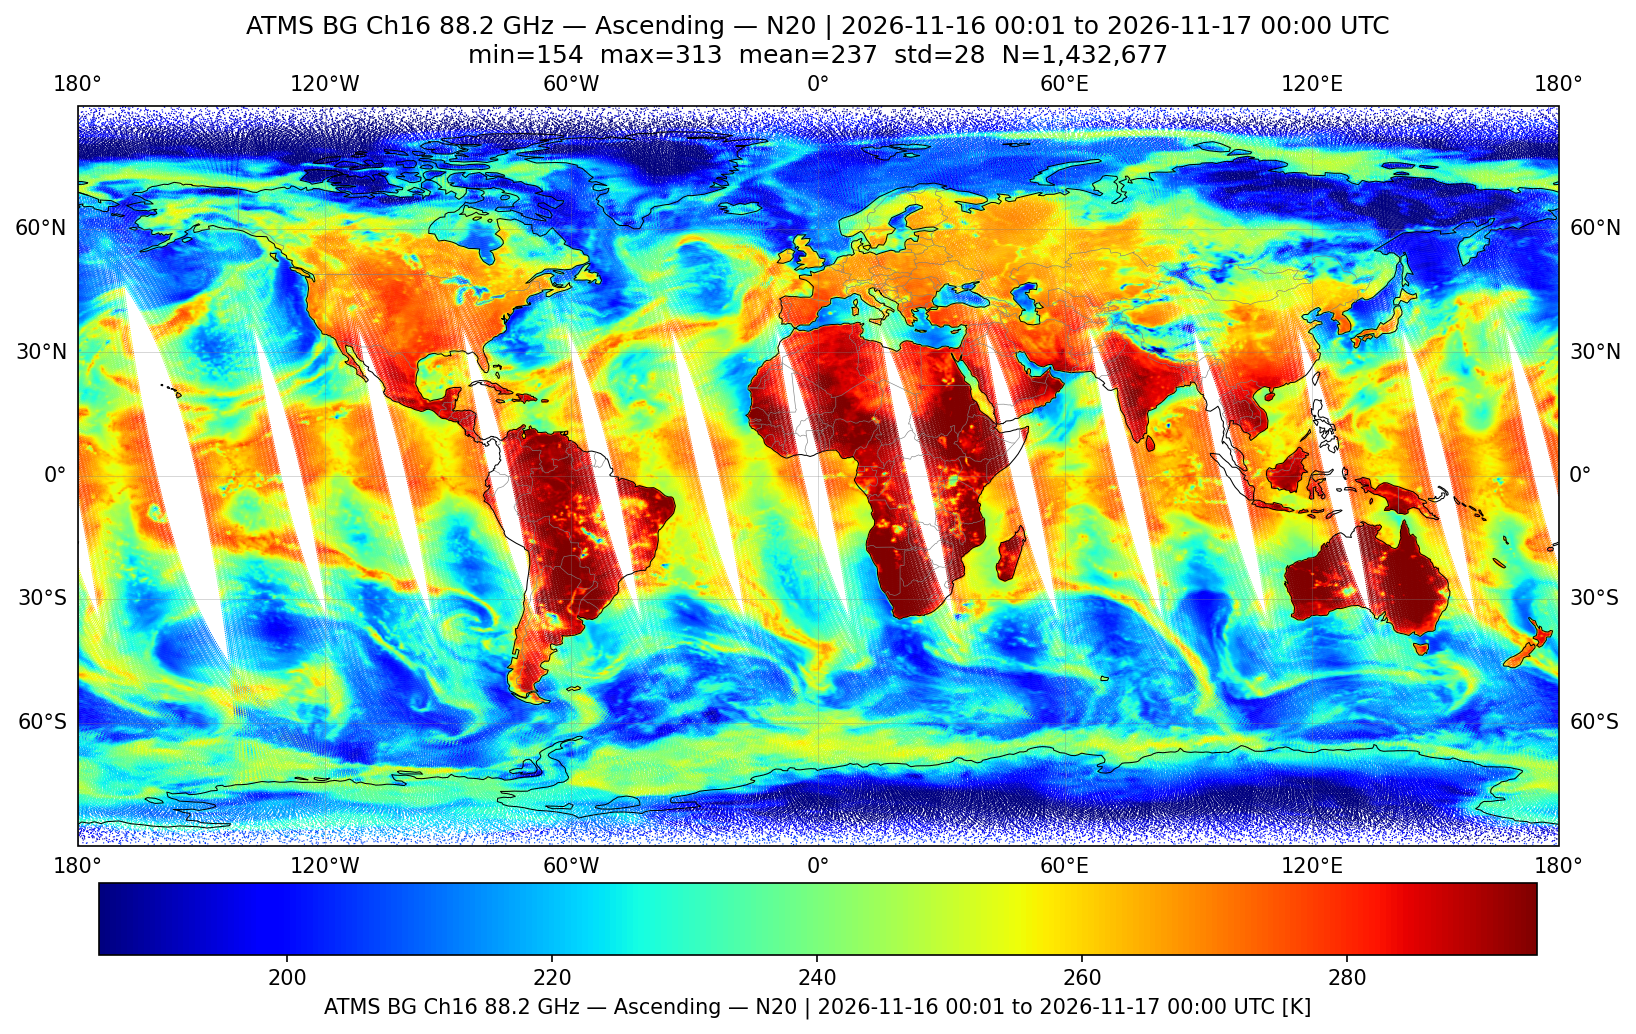 ATMS BG Ch16 88.2 GHz — Ascending — N20 | 2026-11-16 00:01 to 2026-11-17 00:00 UTC
min=154  max=313  mean=237  std=28  N=1,432,677
180° 120°W 60°W 0° 60°E 120°E 180°
60°N 60°N
30°N 30°N
0° 0°
30°S 30°S
60°S 60°S
180° 120°W 60°W 0° 60°E 120°E 180°
200 220 240 260 280
ATMS BG Ch16 88.2 GHz — Ascending — N20 | 2026-11-16 00:01 to 2026-11-17 00:00 UTC [K]